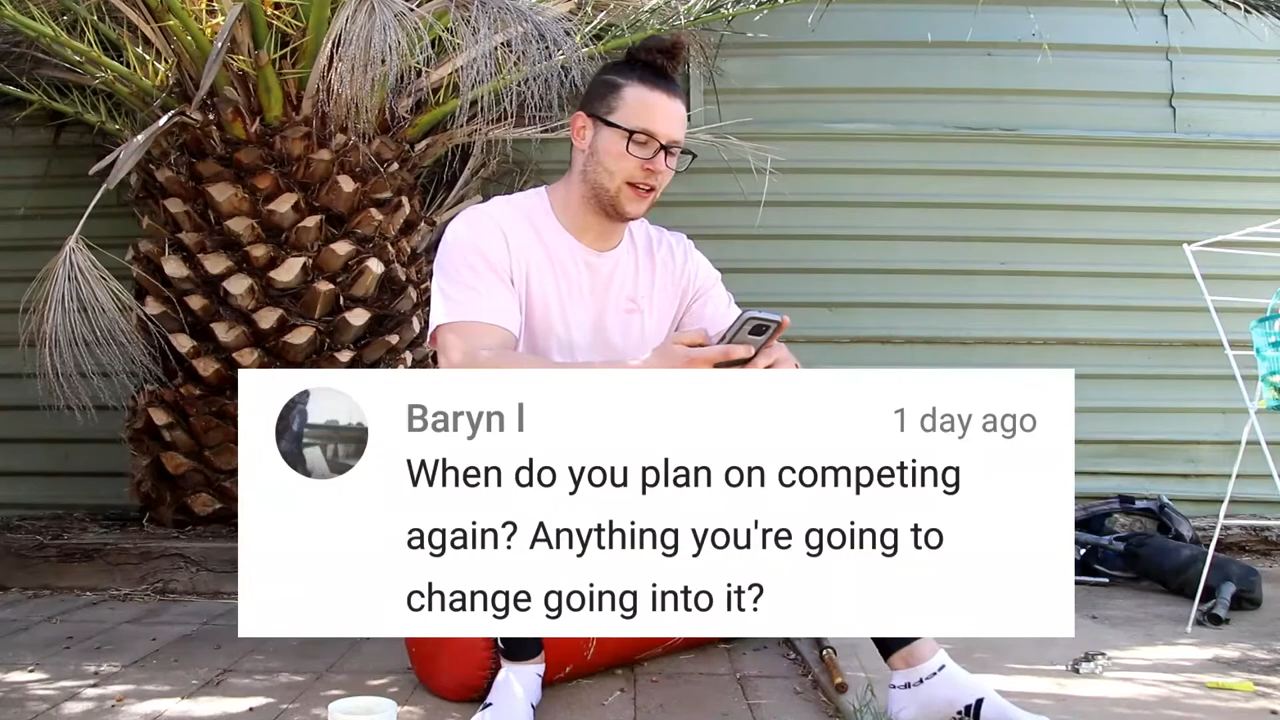 Baryn l
1 day ago
When do you plan on competing
again? Anything you're going to
change going into it?